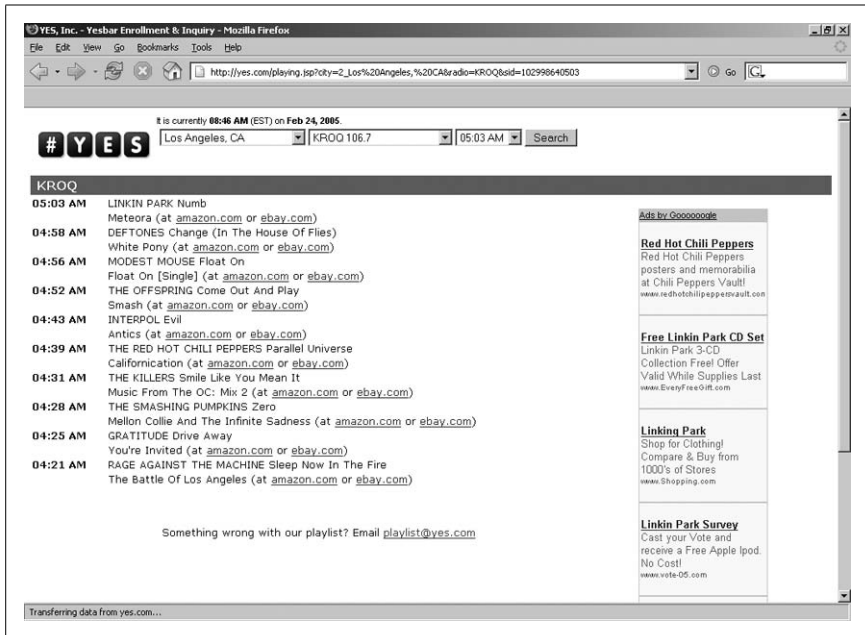 YES, Inc. - Yesbar Enrollment & Inquiry - Mozilla Firefox
File Edit View Go Bookmarks Tools Help
http://yes.com/playing.jsp?city=2_Los%20Angeles,%20CA&radio=KROQ&sid=102998640503
Go
It is currently 08:46 AM (EST) on Feb 24, 2005.
# Y E S
Los Angeles, CA KROQ 106.7 05:03 AM Search
KROQ
05:03 AM LINKIN PARK Numb
Meteora (at amazon.com or ebay.com)
04:58 AM DEFTONES Change (In The House Of Flies)
White Pony (at amazon.com or ebay.com)
04:56 AM MODEST MOUSE Float On
Float On [Single] (at amazon.com or ebay.com)
04:52 AM THE OFFSPRING Come Out And Play
Smash (at amazon.com or ebay.com)
04:43 AM INTERPOL Evil
Antics (at amazon.com or ebay.com)
04:39 AM THE RED HOT CHILI PEPPERS Parallel Universe
Californication (at amazon.com or ebay.com)
04:31 AM THE KILLERS Smile Like You Mean It
Music From The OC: Mix 2 (at amazon.com or ebay.com)
04:28 AM THE SMASHING PUMPKINS Zero
Mellon Collie And The Infinite Sadness (at amazon.com or ebay.com)
04:25 AM GRATITUDE Drive Away
You're Invited (at amazon.com or ebay.com)
04:21 AM RAGE AGAINST THE MACHINE Sleep Now In The Fire
The Battle Of Los Angeles (at amazon.com or ebay.com)
Something wrong with our playlist? Email playlist@yes.com
Ads by Goooooogle
Red Hot Chili Peppers
Red Hot Chili Peppers
posters and memorabilia
at Chili Peppers Vault!
www.redhotchilipeppersvault.com
Free Linkin Park CD Set
Linkin Park 3-CD
Collection Free! Offer
Valid While Supplies Last
www.EveryFreeGift.com
Linking Park
Shop for Clothing!
Compare & Buy from
1000's of Stores
www.Shopping.com
Linkin Park Survey
Cast your Vote and
receive a Free Apple Ipod.
No Cost!
www.vote-05.com
Transferring data from yes.com...